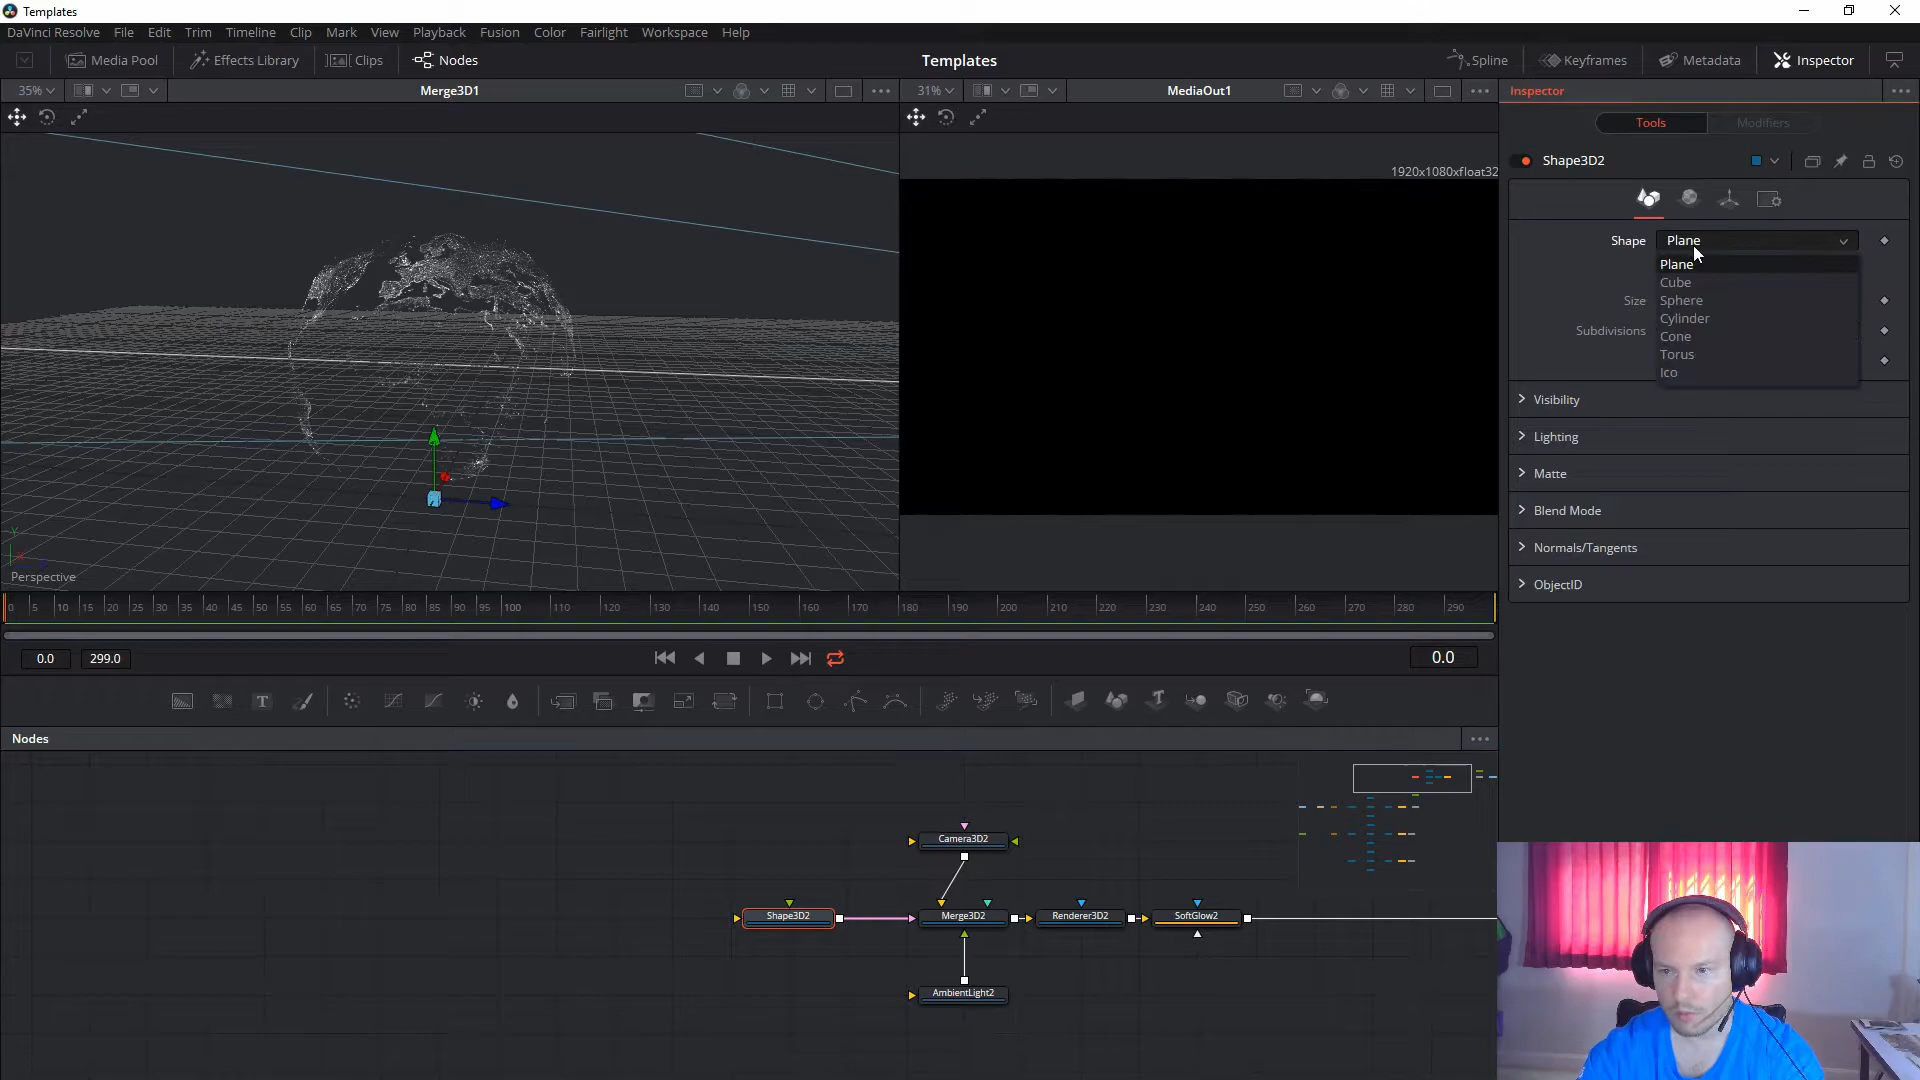 Templates
DaVinci Resolve File Edit Trim Timeline Clip Mark View Playback Fusion Color Fairlight Workspace Help
Media Pool Effects Library Clips Nodes Templates Spline Keyframes Metadata Inspector
35% Merge3D1 31% MediaOut1 Inspector
Tools Modifiers
Shape3D2
1920x1080xfloat32
Shape Plane
Plane
Cube
Size Sphere
Cylinder
Subdivisions
Cone
Torus
Ico
Visibility
Lighting
Matte
Blend Mode
Normals/Tangents
ObjectID
Y
X
Perspective
0 5 10 15 20 25 30 35 40 45 50 55 60 65 70 75 80 85 90 95 100 110 120 130 140 150 160 170 180 190 200 210 220 230 240 250 260 270 280 290
0.0 299.0 0.0
T T
Nodes
Camera3D2
Shape3D2 Merge3D2 Renderer3D2 SoftGlow2
AmbientLight2